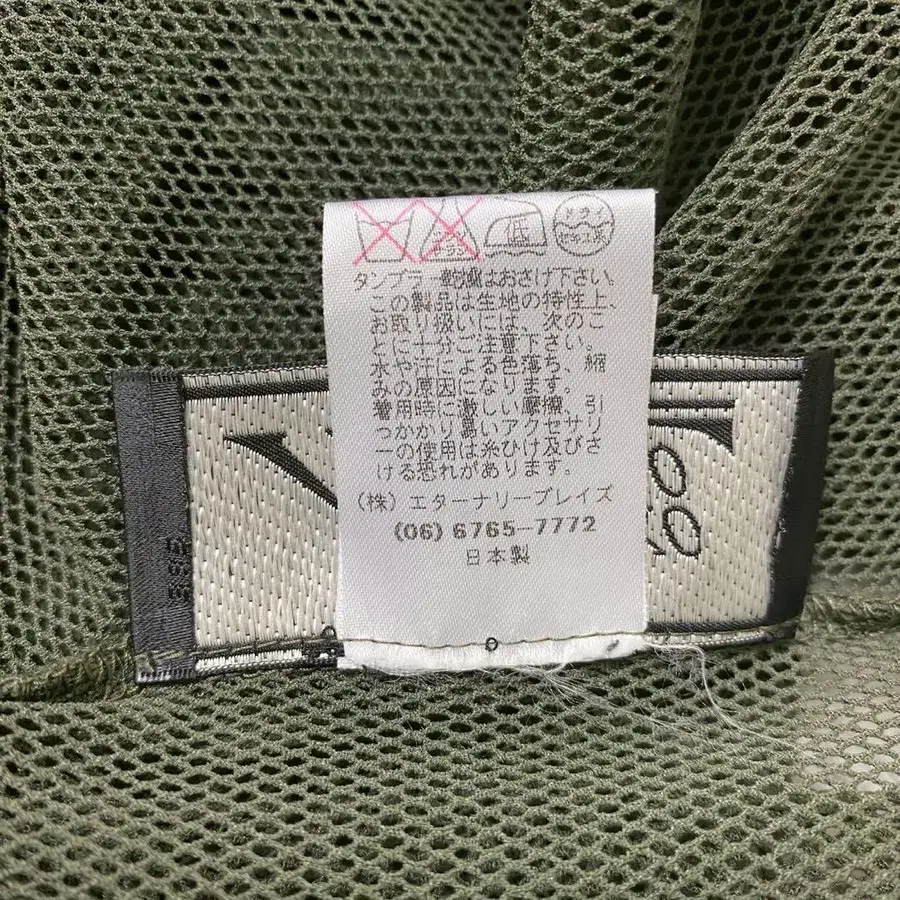 低
ドライ
タンブラー乾燥はおさけ下さい。
この製品は生地の特性上、
お取り扱いには、次のこ
とに十分ご注意下さい。
水や汗による色落ち、縮
みの原因になります。
着用時に激しい摩擦、引
っかかり易いアクセサリ
ーの使用は糸ひけ及びさ
ける恐れがあります。
(株) エターナリーブレイズ
(06) 6765-7772
日本製